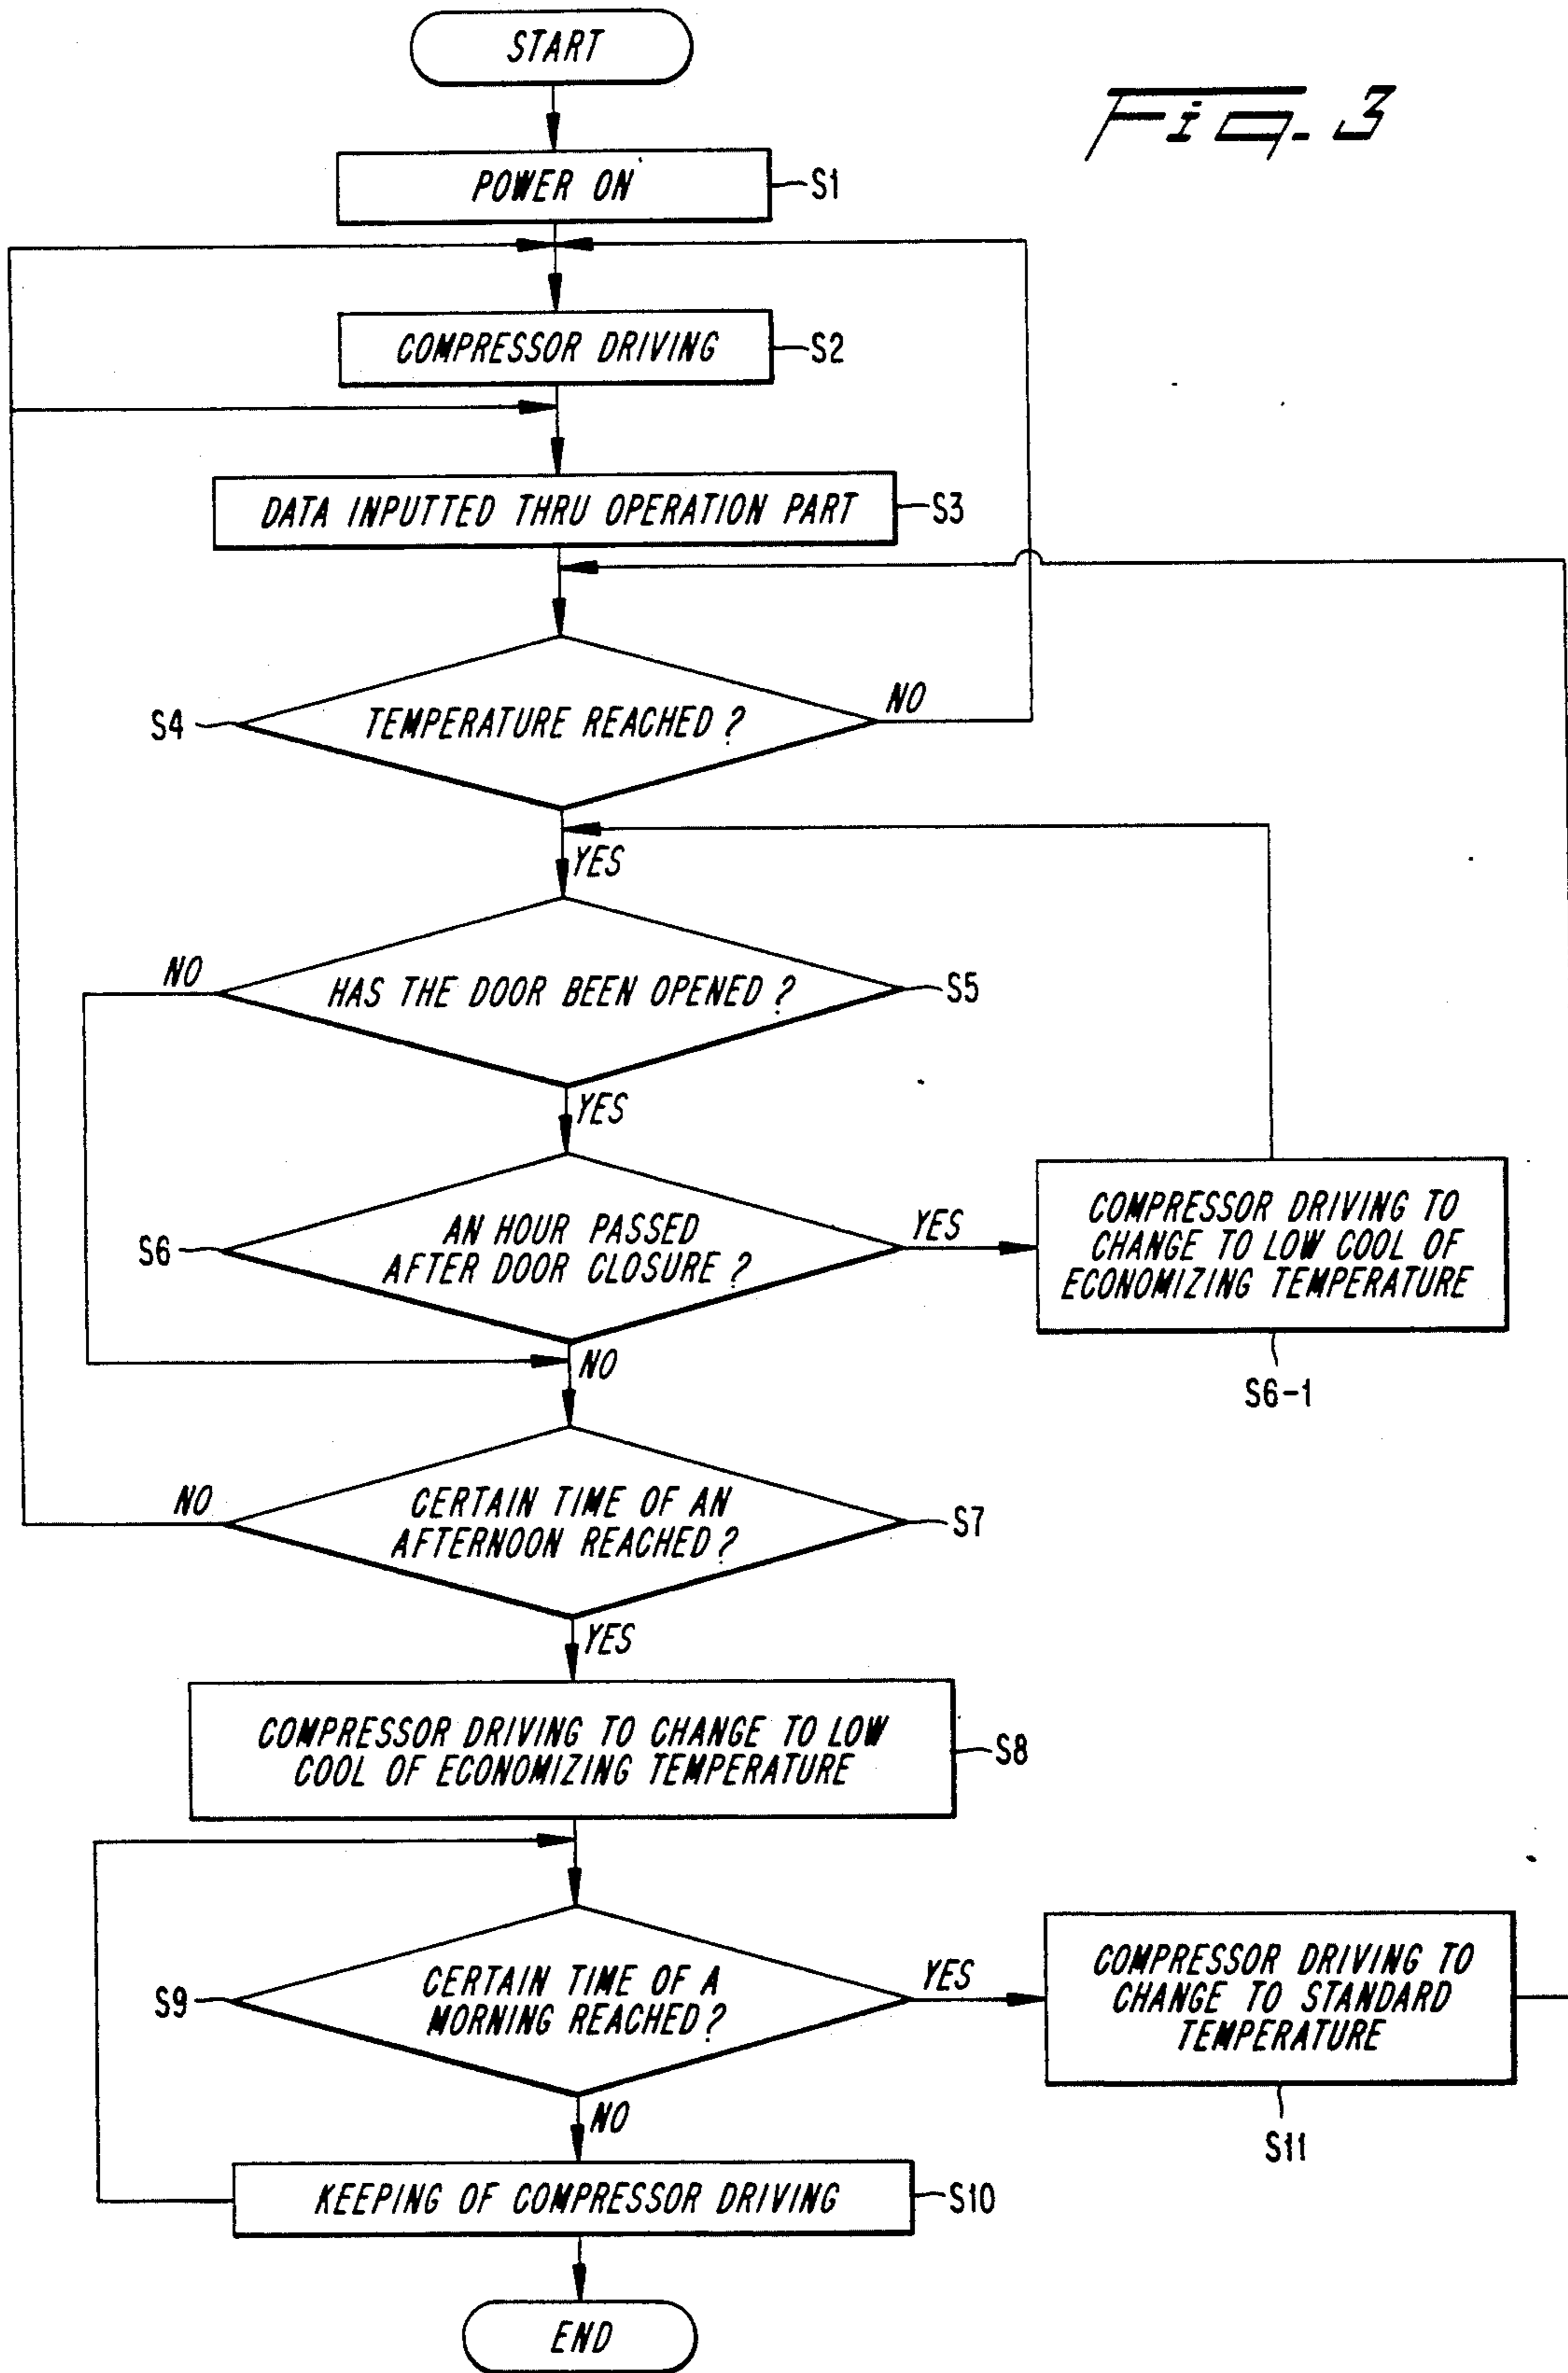 START
Fig. 3
POWER ON
S1
COMPRESSOR DRIVING
S2
DATA INPUTTED THRU OPERATION PART
S3
S4
TEMPERATURE REACHED?
NO
YES
NO
HAS THE DOOR BEEN OPENED?
S5
YES
S6
AN HOUR PASSED
AFTER DOOR CLOSURE?
YES
COMPRESSOR DRIVING TO
CHANGE TO LOW COOL OF
ECONOMIZING TEMPERATURE
S6-1
NO
NO
CERTAIN TIME OF AN
AFTERNOON REACHED?
S7
YES
COMPRESSOR DRIVING TO CHANGE TO LOW
COOL OF ECONOMIZING TEMPERATURE
S8
S9
CERTAIN TIME OF A
MORNING REACHED?
YES
COMPRESSOR DRIVING TO
CHANGE TO STANDARD
TEMPERATURE
S11
NO
KEEPING OF COMPRESSOR DRIVING
S10
END